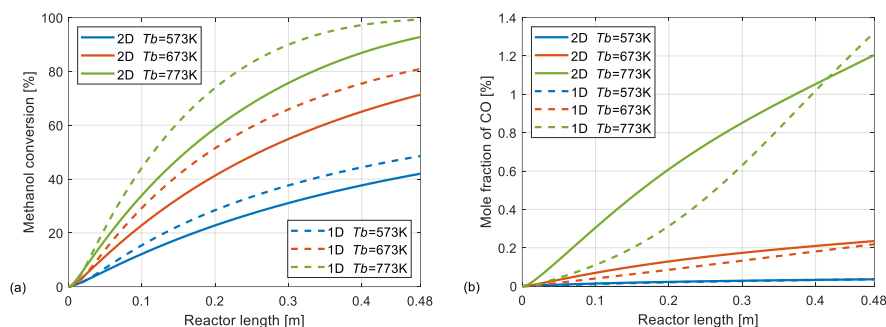 100
80
60
40
20
0
Methanol conversion [%]
2D Tb=573K
2D Tb=673K
2D Tb=773K
1D Tb=573K
1D Tb=673K
1D Tb=773K
0
0.1
0.2
0.3
0.4
0.48
Reactor length [m]
(a)
1.4
1.2
1
0.8
0.6
0.4
0.2
0
Mole fraction of CO [%]
2D Tb=573K
2D Tb=673K
2D Tb=773K
1D Tb=573K
1D Tb=673K
1D Tb=773K
0
0.1
0.2
0.3
0.4
0.48
Reactor length [m]
(b)